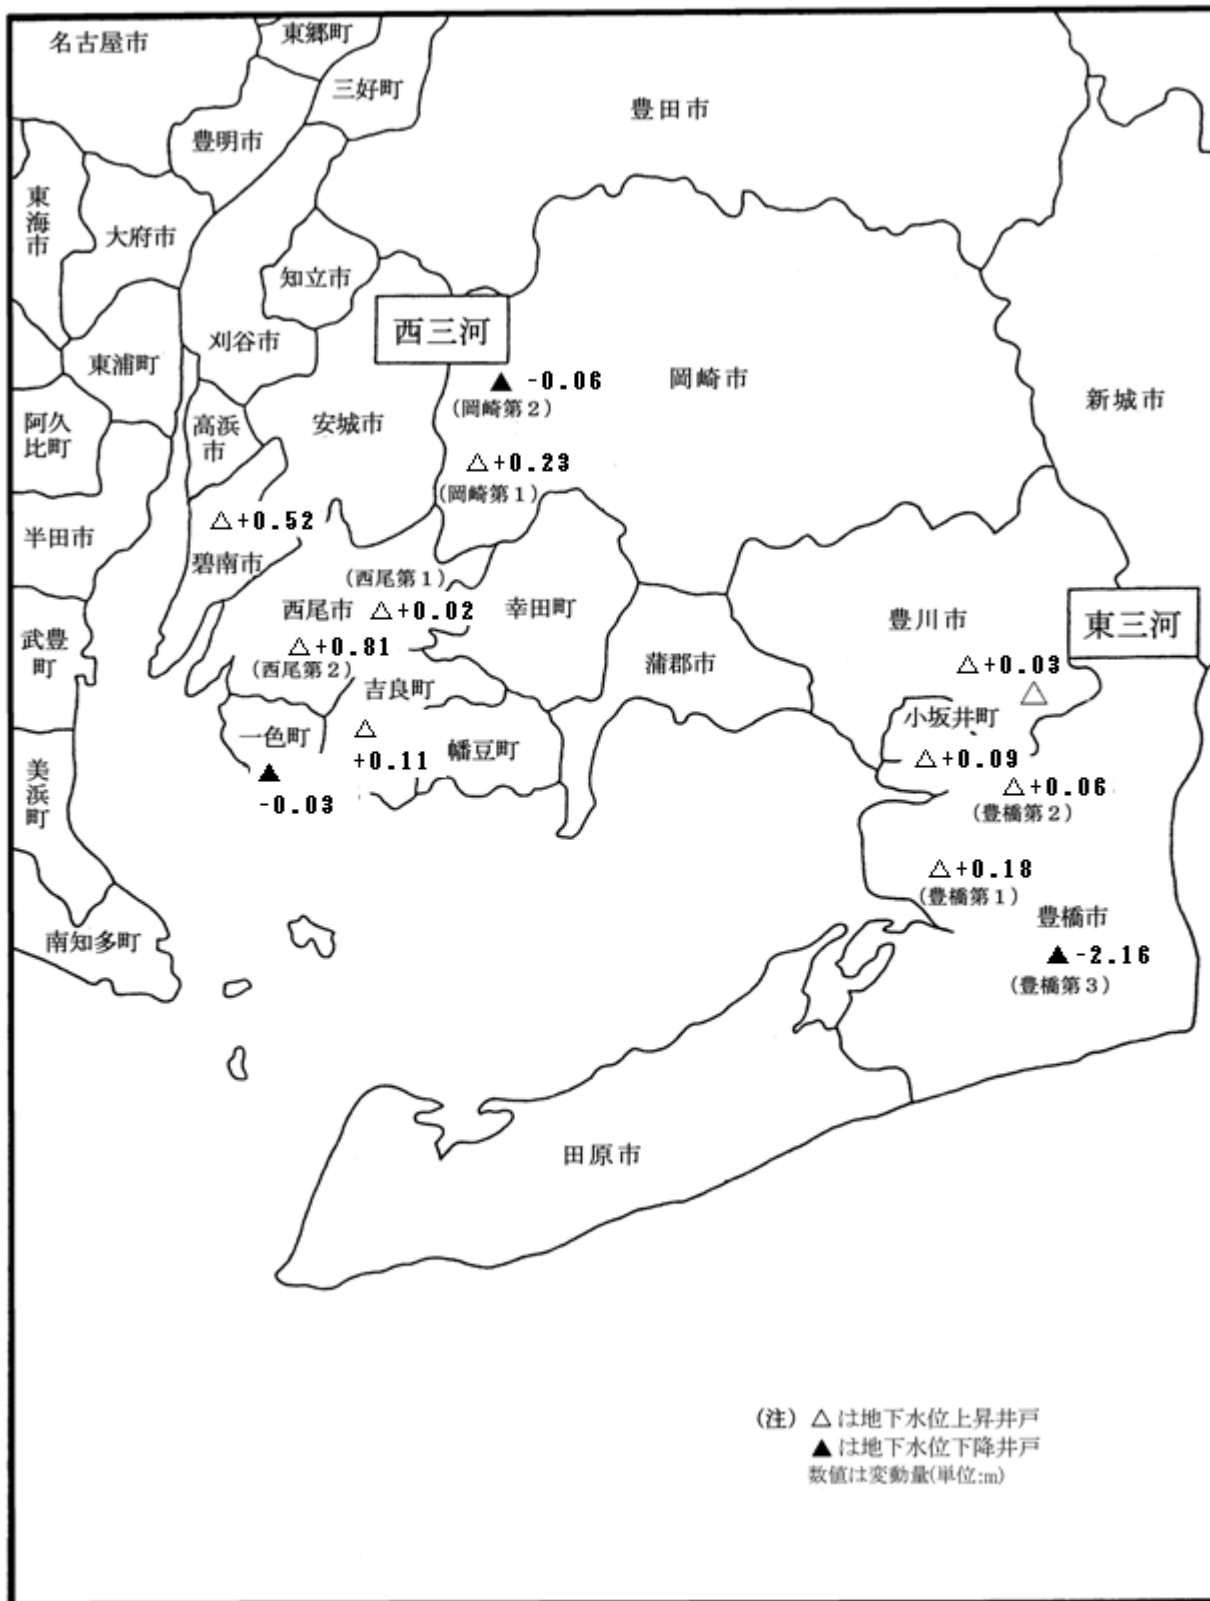 名古屋市
東郷町
三好町
豊田市
豊明市
東海市
大府市
知立市
西三河
刈谷市
東浦町
岡崎市
▲ -0.06
(岡崎第2)
新城市
阿久
比町
高浜
市
安城市
△+0.23
(岡崎第1)
△+0.52
半田市
碧南市
(西尾第1)
西尾市
△+0.02
幸田町
豊川市
東三河
武豊
町
△+0.81
(西尾第2)
蒲郡市
△+0.03
△
吉良町
小坂井町
一色町
△
+0.11
幡豆町
△+0.09
▲
-0.03
美浜町
△+0.06
(豊橋第2)
△+0.18
(豊橋第1)
豊橋市
南知多町
▲-2.16
(豊橋第3)
田原市
(注) △は地下水位上昇井戸
▲は地下水位下降井戸
数値は変動量(単位:m)